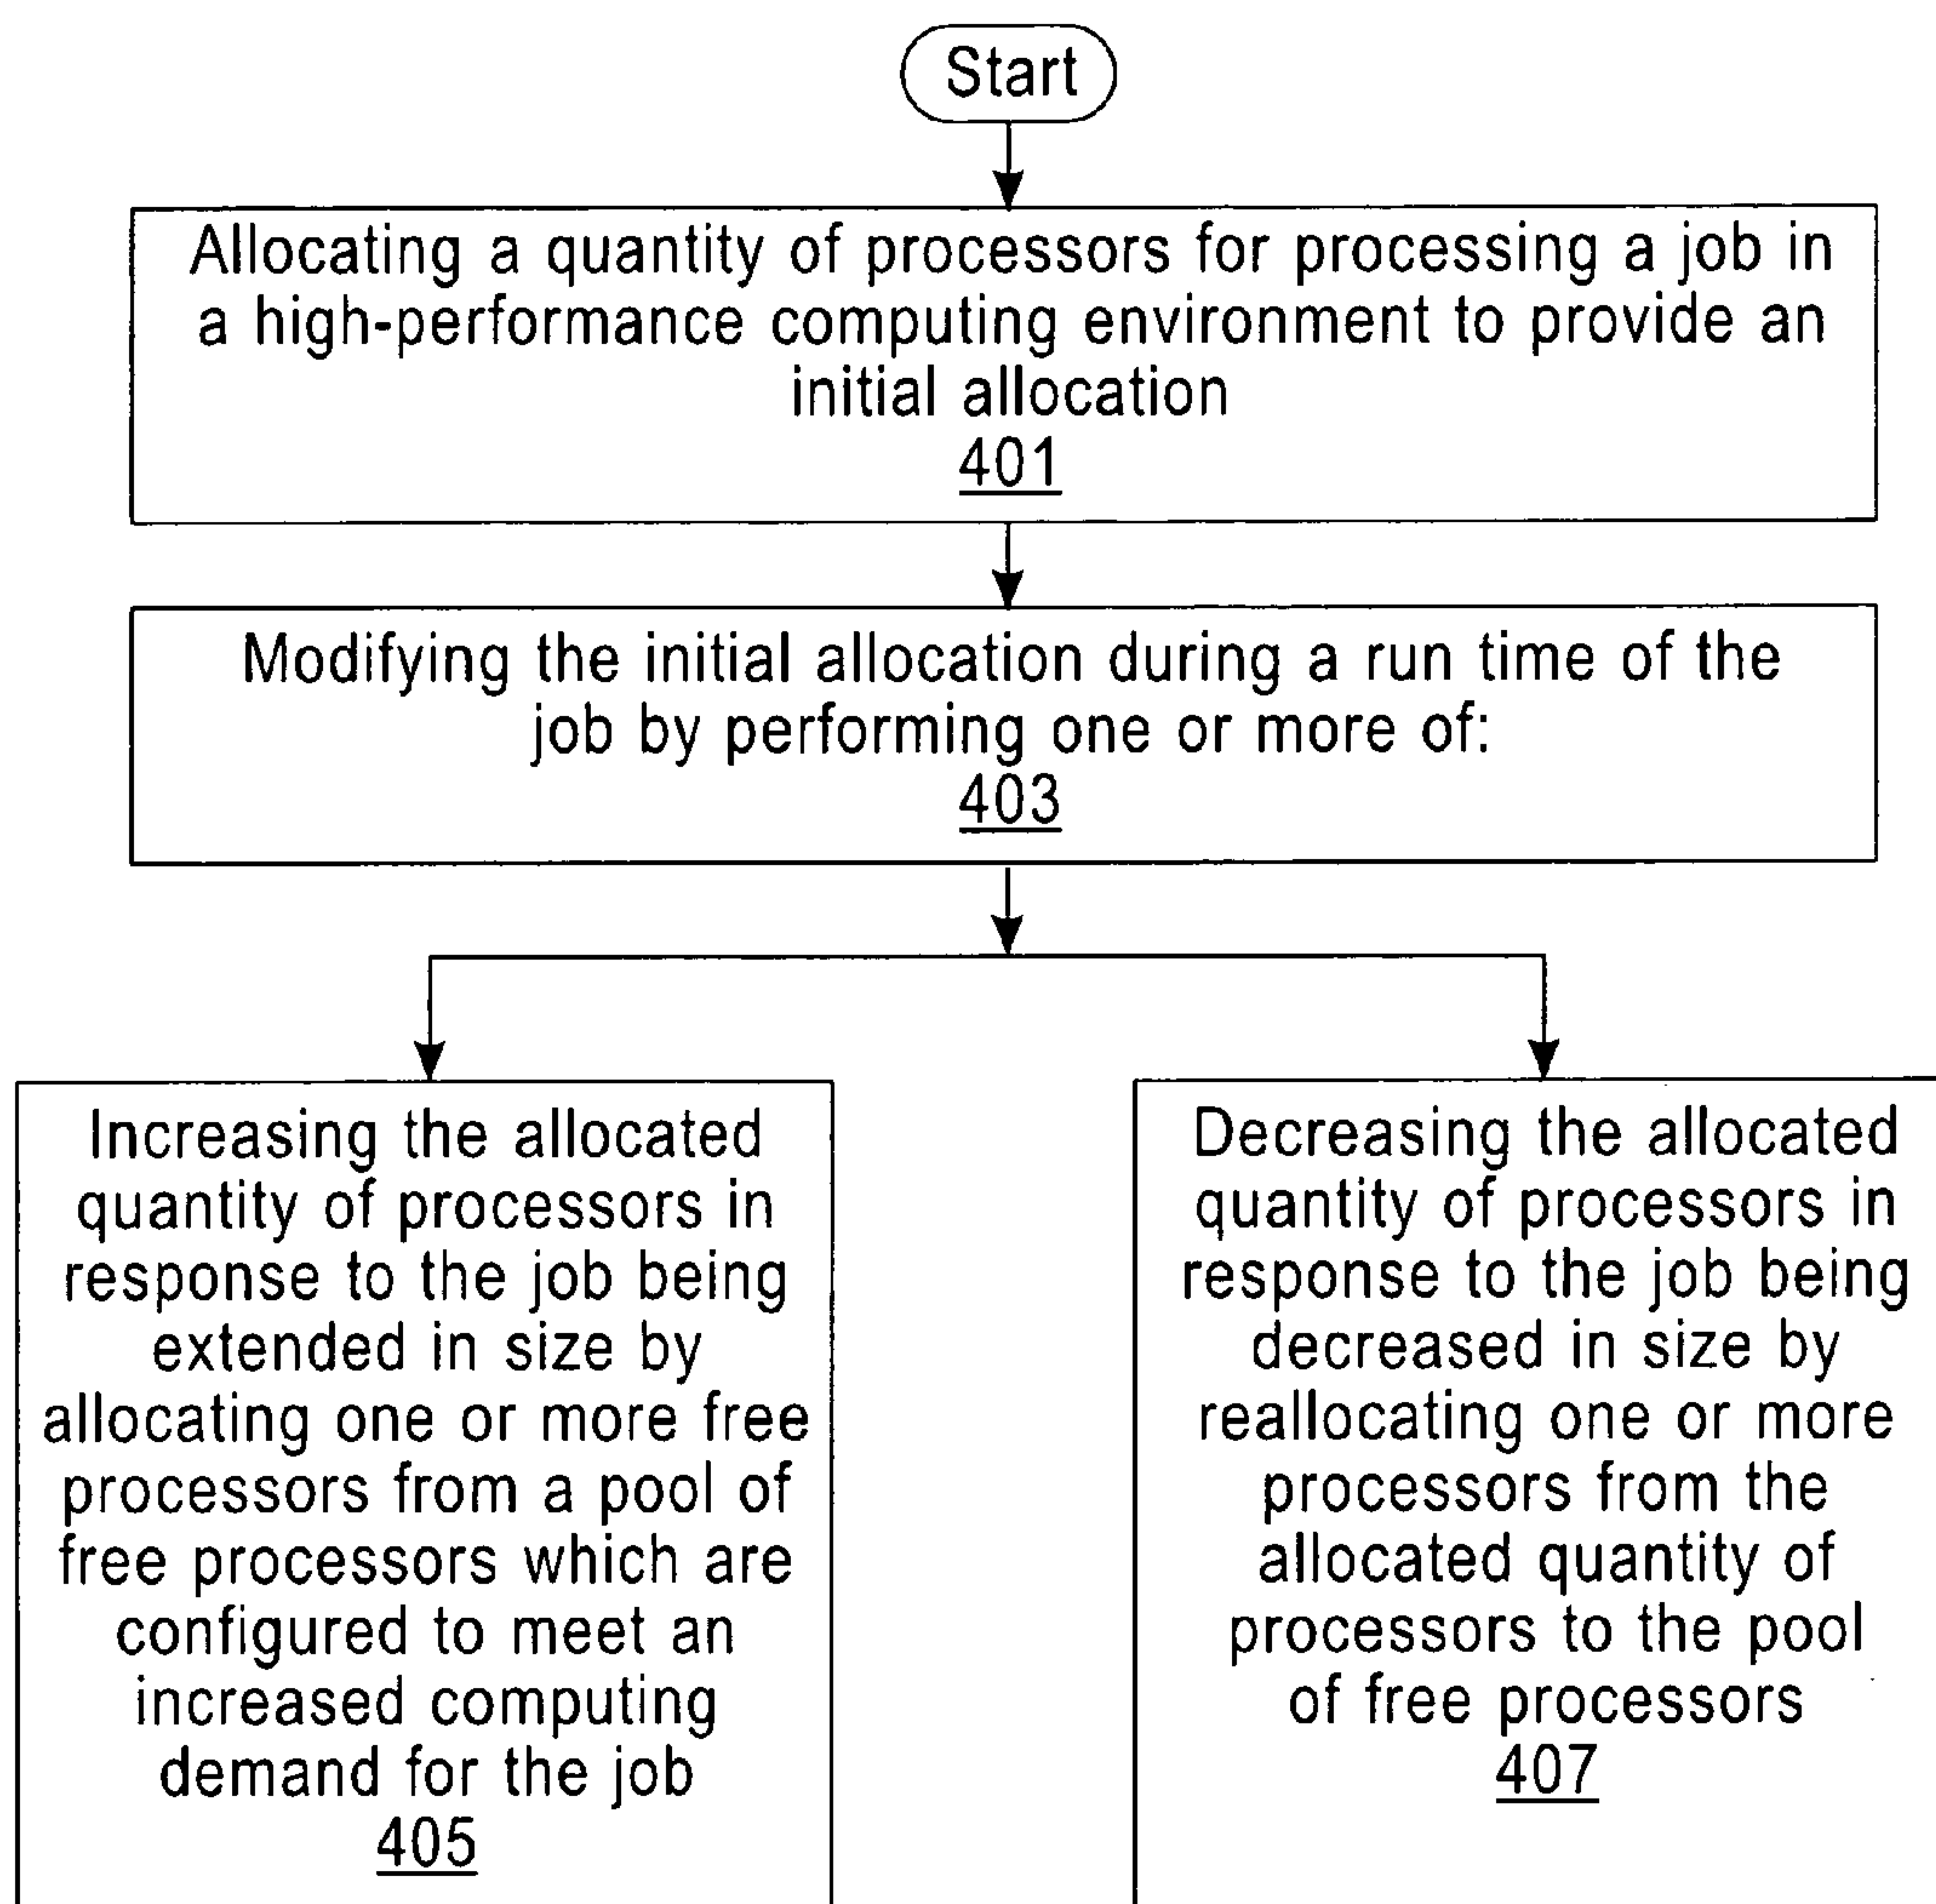 Start
Allocating a quantity of processors for processing a job in
a high-performance computing environment to provide an
initial allocation
401
Modifying the initial allocation during a run time of the
job by performing one or more of:
403
Increasing the allocated
quantity of processors in
response to the job being
extended in size by
allocating one or more free
processors from a pool of
free processors which are
configured to meet an
increased computing
demand for the job
405
Decreasing the allocated
quantity of processors in
response to the job being
decreased in size by
reallocating one or more
processors from the
allocated quantity of
processors to the pool
of free processors
407